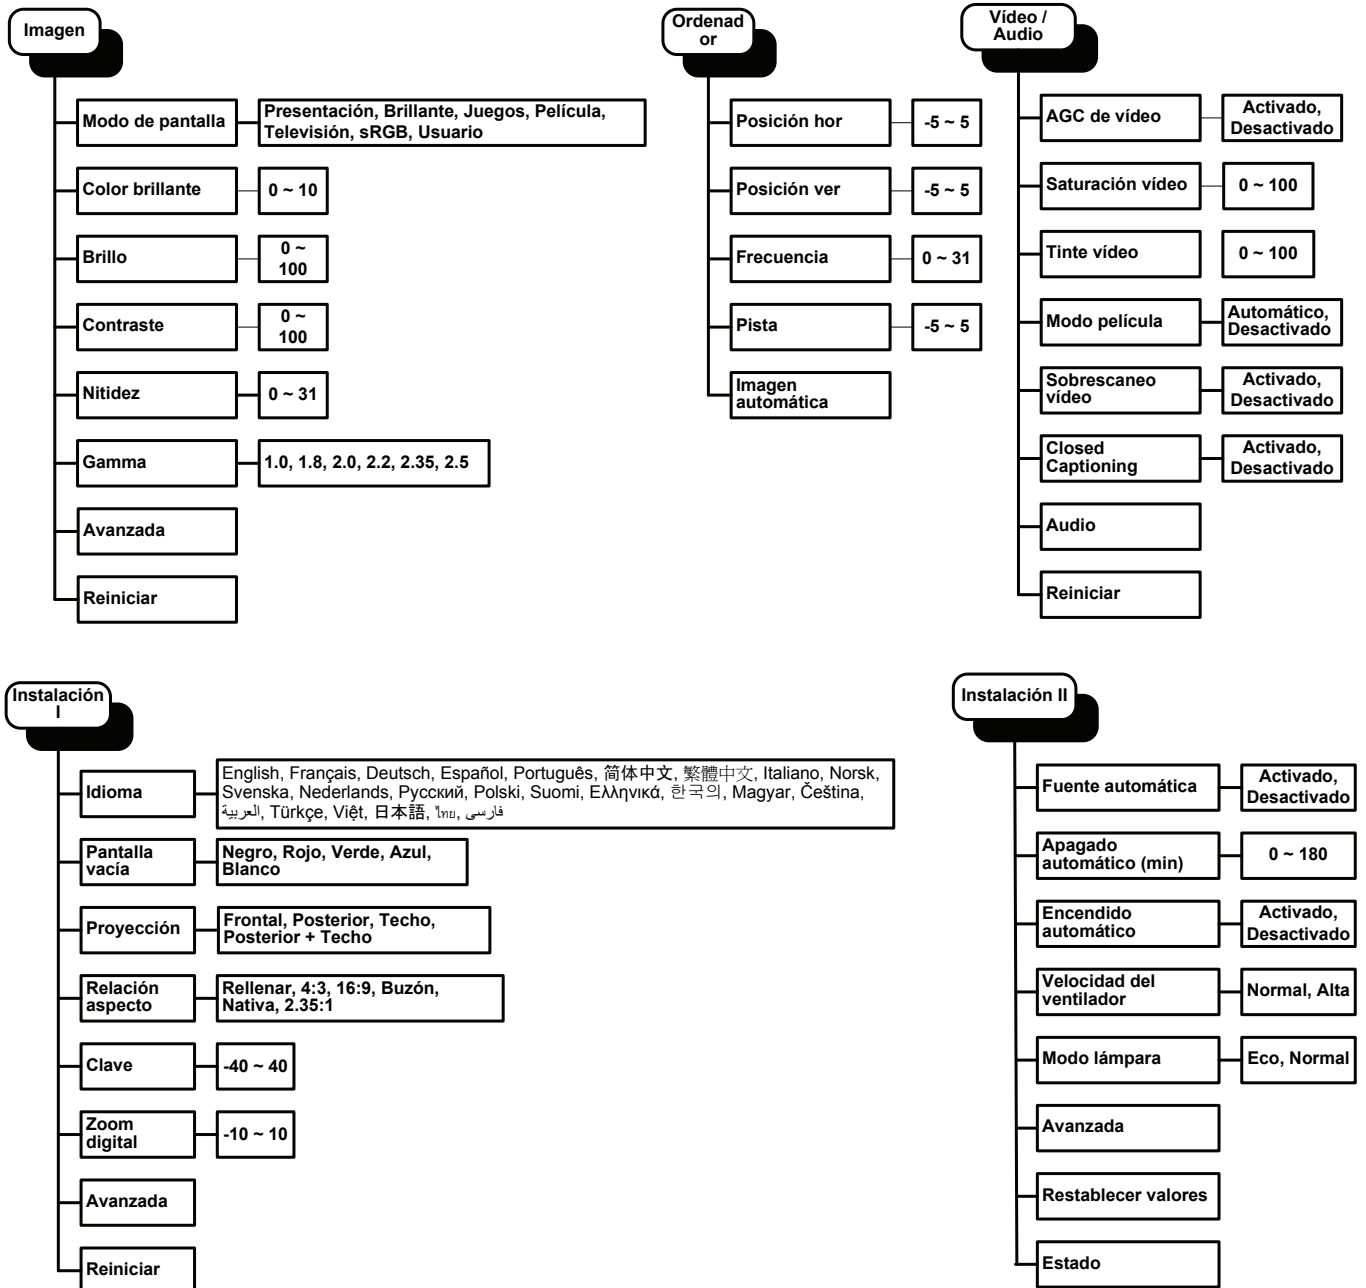 Imagen
Modo de pantalla
Presentación, Brillante, Juegos, Película,
Televisión, sRGB, Usuario
Color brillante
0 ~ 10
Brillo
0 ~
100
Contraste
0 ~
100
Nitidez
0 ~ 31
Gamma
1.0, 1.8, 2.0, 2.2, 2.35, 2.5
Avanzada
Reiniciar
Ordenad
or
Posición hor
-5 ~ 5
Posición ver
-5 ~ 5
Frecuencia
0 ~ 31
Pista
-5 ~ 5
Imagen
automática
Vídeo /
Audio
AGC de vídeo
Activado,
Desactivado
Saturación vídeo
0 ~ 100
Tinte vídeo
0 ~ 100
Modo película
Automático,
Desactivado
Sobrescaneo
vídeo
Activado,
Desactivado
Closed
Captioning
Activado,
Desactivado
Audio
Reiniciar
Instalación
I
Idioma
English, Français, Deutsch, Español, Português, 简体中文, 繁體中文, Italiano, Norsk,
Svenska, Nederlands, Русский, Polski, Suomi, Ελληνικά, 한국의, Magyar, Čeština,
العربية, Türkçe, Việt, 日本語, ไทย, فارسی
Pantalla
vacía
Negro, Rojo, Verde, Azul,
Blanco
Proyección
Frontal, Posterior, Techo,
Posterior + Techo
Relación
aspecto
Rellenar, 4:3, 16:9, Buzón,
Nativa, 2.35:1
Clave
-40 ~ 40
Zoom
digital
-10 ~ 10
Avanzada
Reiniciar
Instalación II
Fuente automática
Activado,
Desactivado
Apagado
automático (min)
0 ~ 180
Encendido
automático
Activado,
Desactivado
Velocidad del
ventilador
Normal, Alta
Modo lámpara
Eco, Normal
Avanzada
Restablecer valores
Estado